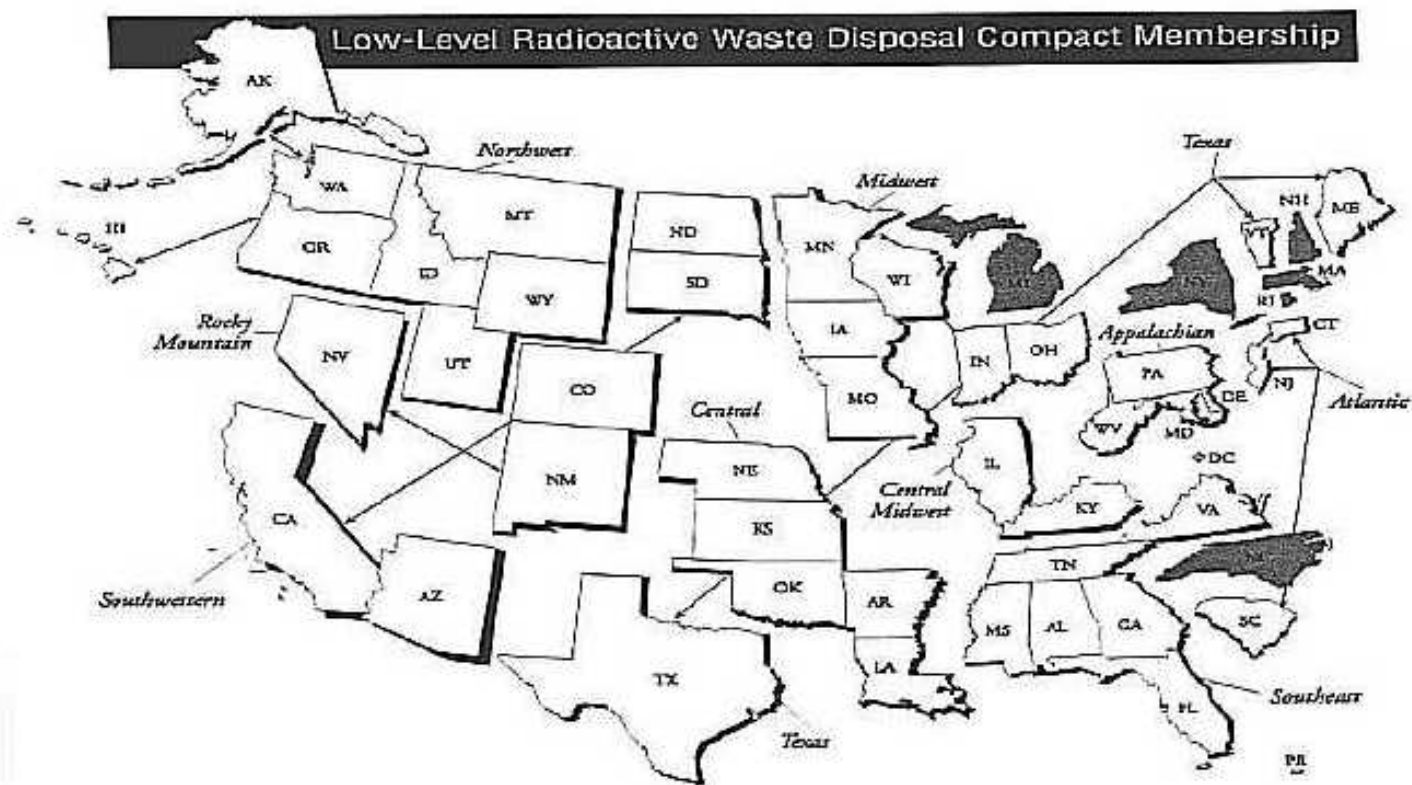 Low-Level Radioactive Waste Disposal Compact Membership
AK
Northwest
Texas
WA
MT
ND
Midwest
MN
NH
ME
VT
HI
OR
ID
SD
WI
MI
NY
MA
WY
RI
Rocky
Mountain
IA
Appalachian
CT
NV
UT
CO
IN
OH
PA
NJ
MO
DE
Atlantic
Central
WV
MD
NE
IL
DC
NM
Central
Midwest
KY
VA
CA
KS
TN
Southwestern
AZ
OK
AR
MS
AL
GA
SC
TX
LA
Southeast
FL
Texas
PR